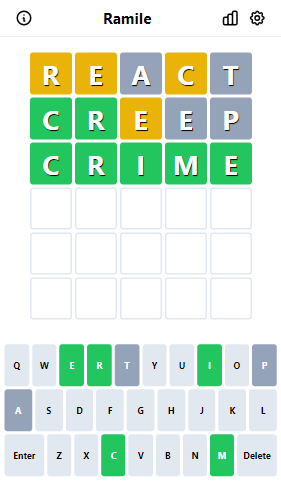 Ramile
R E A C T
C R E E P
C R I M E
Q W E R T Y U I O P
A S D F G H J K L
Enter Z X C V B N M Delete